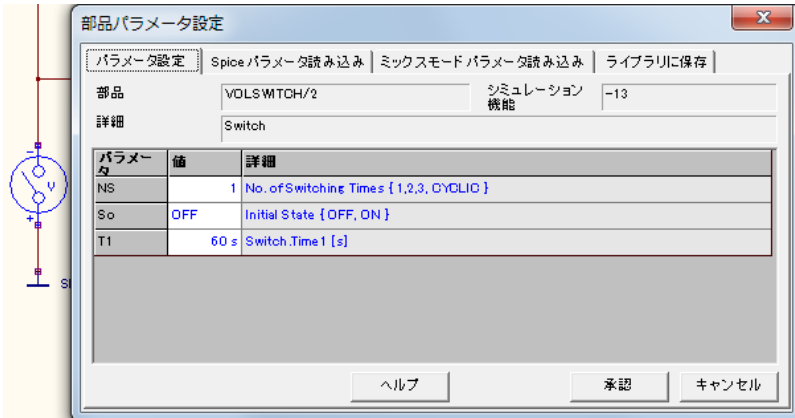 部品パラメータ設定
パラメータ設定 Spice パラメータ読み込み ミックスモード パラメータ読み込み ライブラリに保存
部品 VOLSWITCH/2 シミュレーション機能 -13
詳細 Switch
パラメータ 値 詳細
NS 1 No. of Switching Times { 1,2,3, CYCLIC }
So OFF Initial State { OFF, ON }
T1 60 s Switch.Time1 [s]
ヘルプ 承認 キャンセル
V